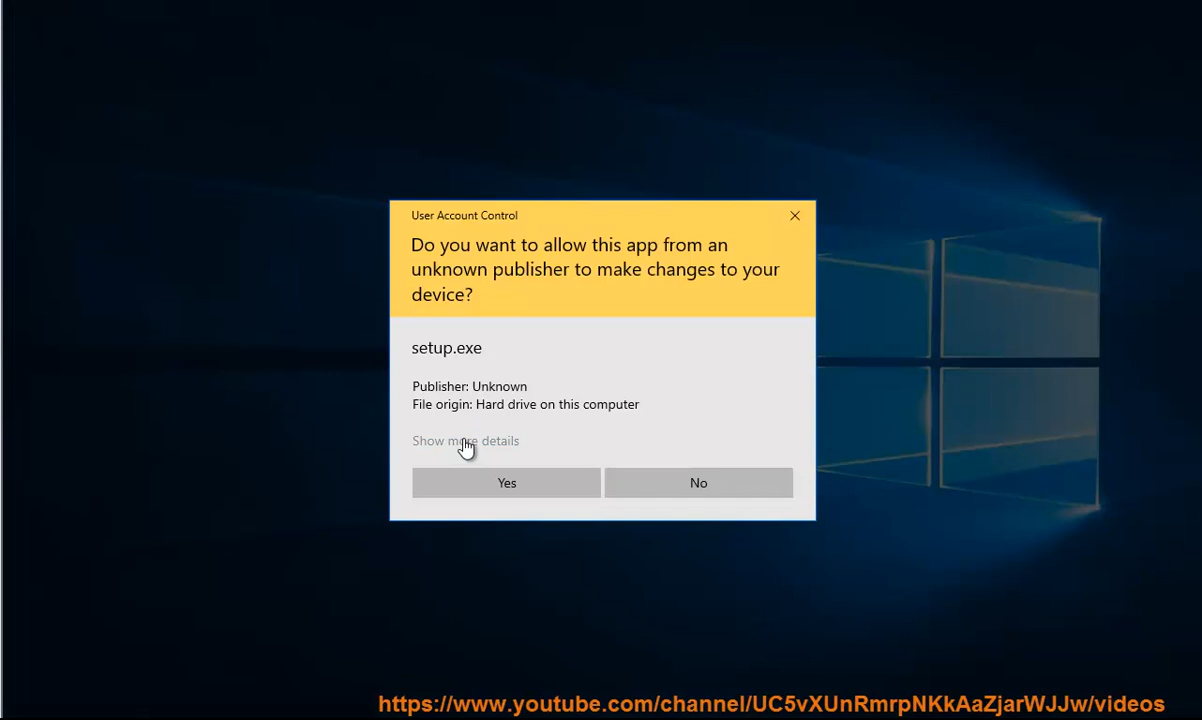 User Account Control
Do you want to allow this app from an
unknown publisher to make changes to your
device?
setup.exe
Publisher: Unknown
File origin: Hard drive on this computer
Show more details
Yes No
https://www.youtube.com/channel/UC5vXUnRmrpNKkAaZjarWJJw/videos